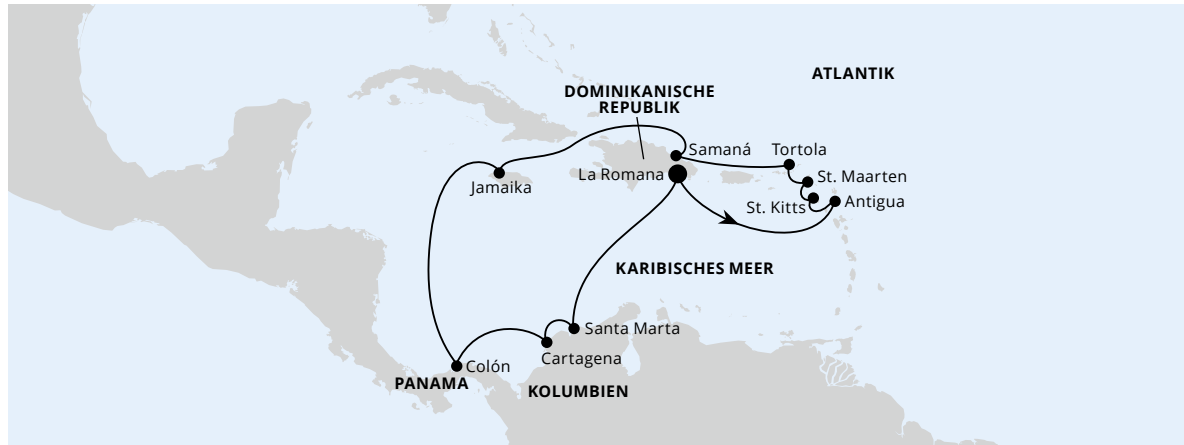 ATLANTIK
DOMINIKANISCHE
REPUBLIK
Samaná
Tortola
La Romana
St. Maarten
Jamaika
St. Kitts
Antigua
KARIBISCHES MEER
Santa Marta
Cartagena
Colón
PANAMA
KOLUMBIEN